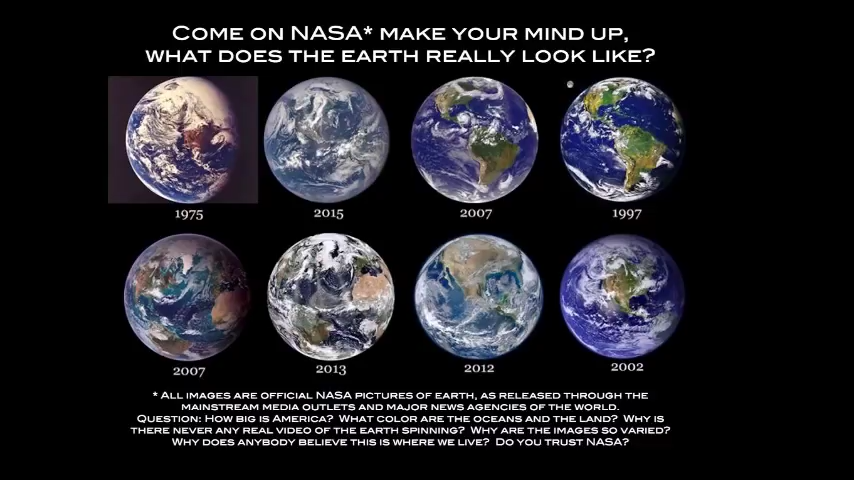 Come on NASA* make your mind up,
what does the earth really look like?
1975
2015
2007
1997
2007
2013
2012
2002
* All images are official NASA pictures of earth, as released through the
mainstream media outlets and major news agencies of the world.
Question: How big is America? What color are the oceans and the land? Why is
there never any real video of the earth spinning? Why are the images so varied?
Why does anybody believe this is where we live? Do you trust NASA?